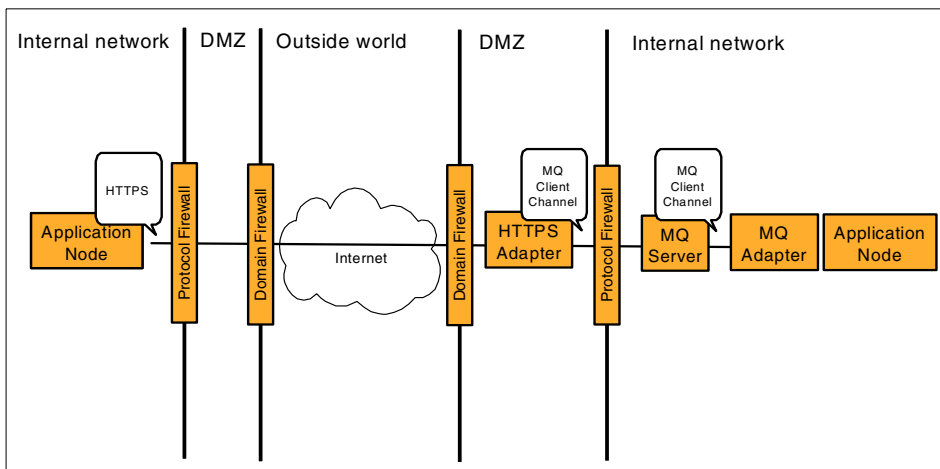 Internal network
DMZ
Outside world
DMZ
Internal network
HTTPS
MQ
Client
Channel
MQ
Client
Channel
Application
Node
Protocol Firewall
Domain Firewall
Internet
Domain Firewall
HTTPS
Adapter
Protocol Firewall
MQ
Server
MQ
Adapter
Application
Node